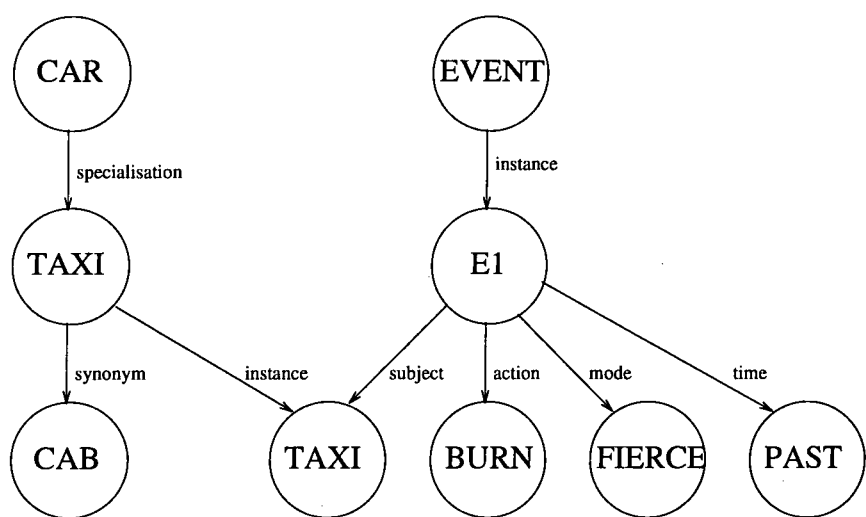 CAR
EVENT
specialisation
instance
TAXI
E1
synonym
instance
subject
action
mode
time
CAB
TAXI
BURN
FIERCE
PAST